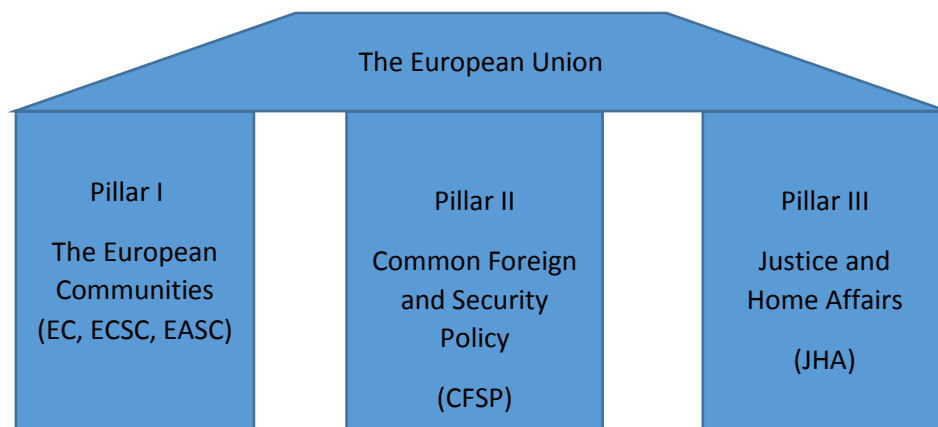 The European Union
Pillar I
The European
Communities
(EC, ECSC, EASC)
Pillar II
Common Foreign
and Security
Policy
(CFSP)
Pillar III
Justice and
Home Affairs
(JHA)